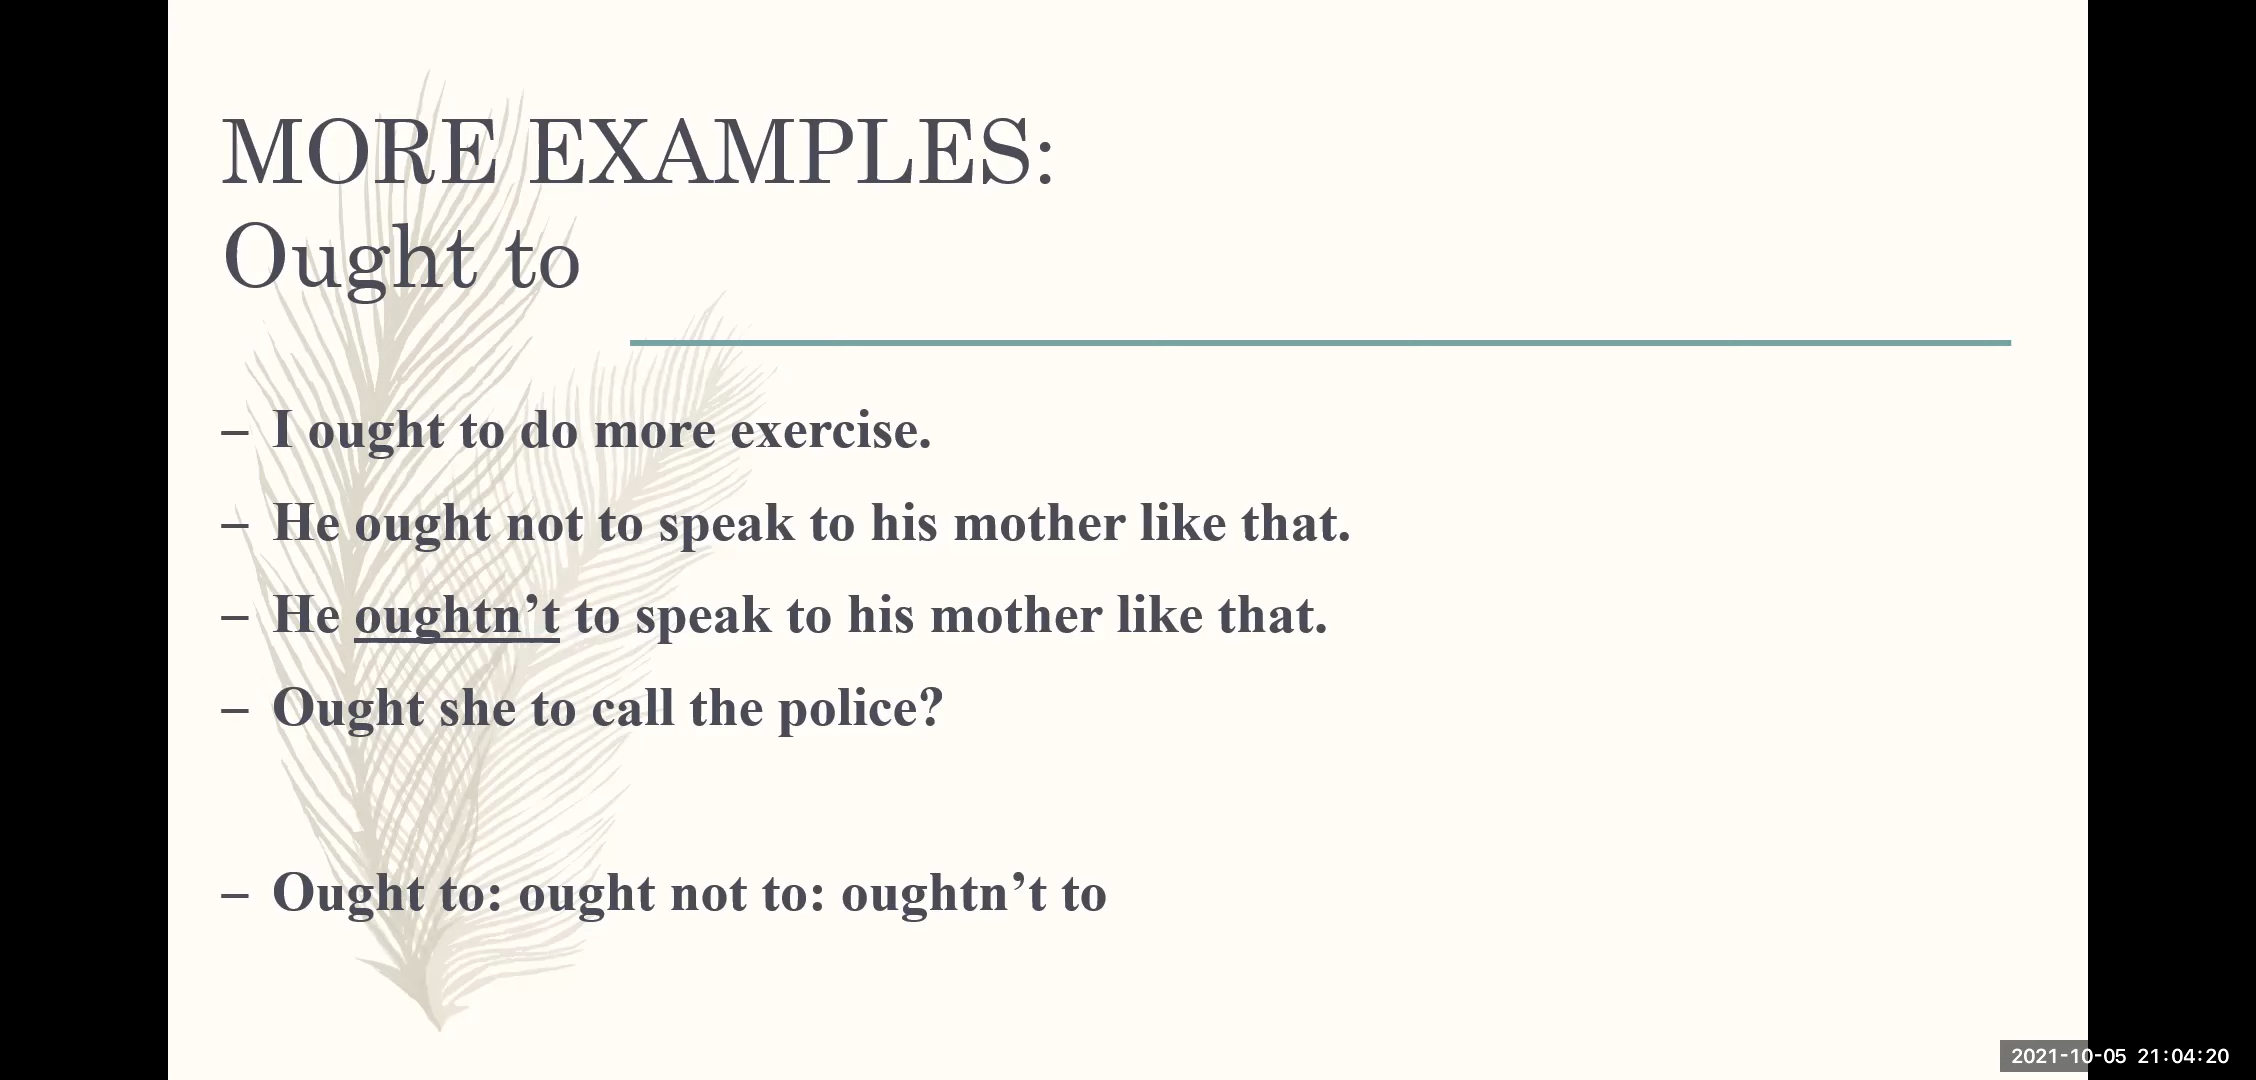 MORE EXAMPLES:
Ought to
– I ought to do more exercise.
– He ought not to speak to his mother like that.
– He oughtn’t to speak to his mother like that.
– Ought she to call the police?
– Ought to: ought not to: oughtn’t to
2021-10-05 21:04:20